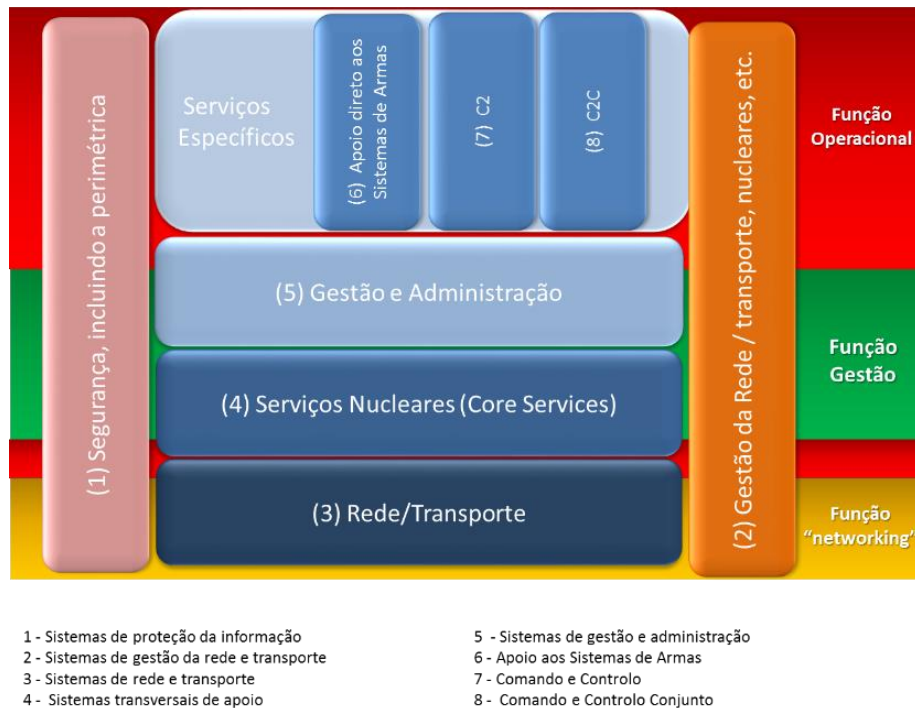 (1) Segurança, incluindo a perimétrica
Serviços
Específicos
(6) Apoio direto aos
Sistemas de Armas
(7) C2
(8) C2C
(2) Gestão da Rede / transporte, nucleares, etc.
Função
Operacional
(5) Gestão e Administração
Função
Gestão
(4) Serviços Nucleares (Core Services)
(3) Rede/Transporte
Função
“networking”
1 - Sistemas de proteção da informação
2 - Sistemas de gestão da rede e transporte
3 - Sistemas de rede e transporte
4 - Sistemas transversais de apoio
5 - Sistemas de gestão e administração
6 - Apoio aos Sistemas de Armas
7 - Comando e Controlo
8 - Comando e Controlo Conjunto